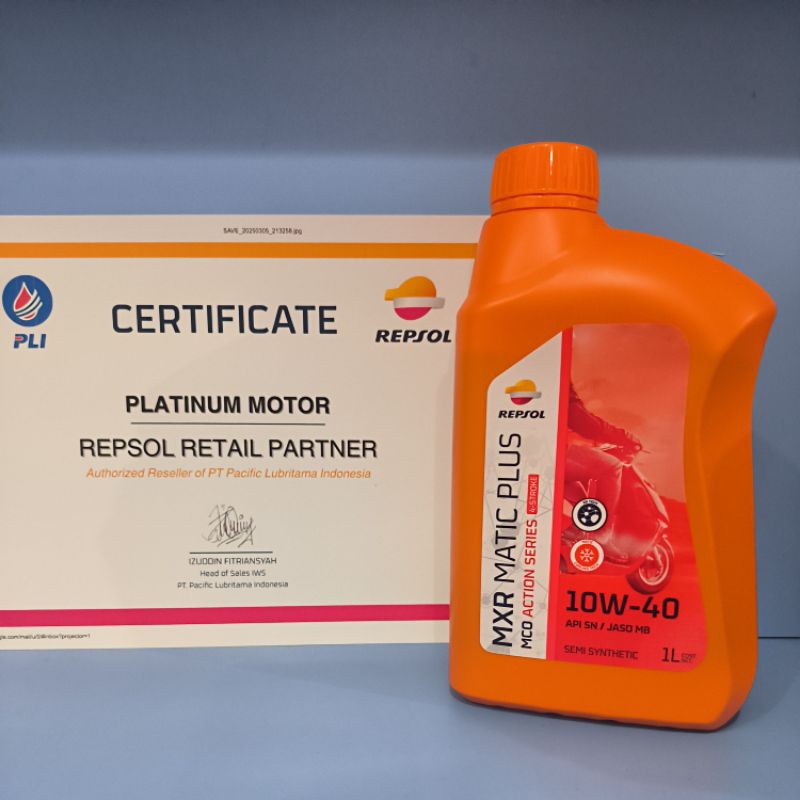 SAVE_20250305_213258.jpg
PLI
CERTIFICATE
REPSOL
PLATINUM MOTOR
REPSOL RETAIL PARTNER
Authorized Reseller of PT Pacific Lubritama Indonesia
IZUDDIN FITRIANSYAH
Head of Sales IWS
PT. Pacific Lubritama Indonesia
REPSOL
MXR MATIC PLUS
MCO ACTION SERIES 4-STROKE
10W-40
API SN / JASO MB
SEMI SYNTHETIC
1L